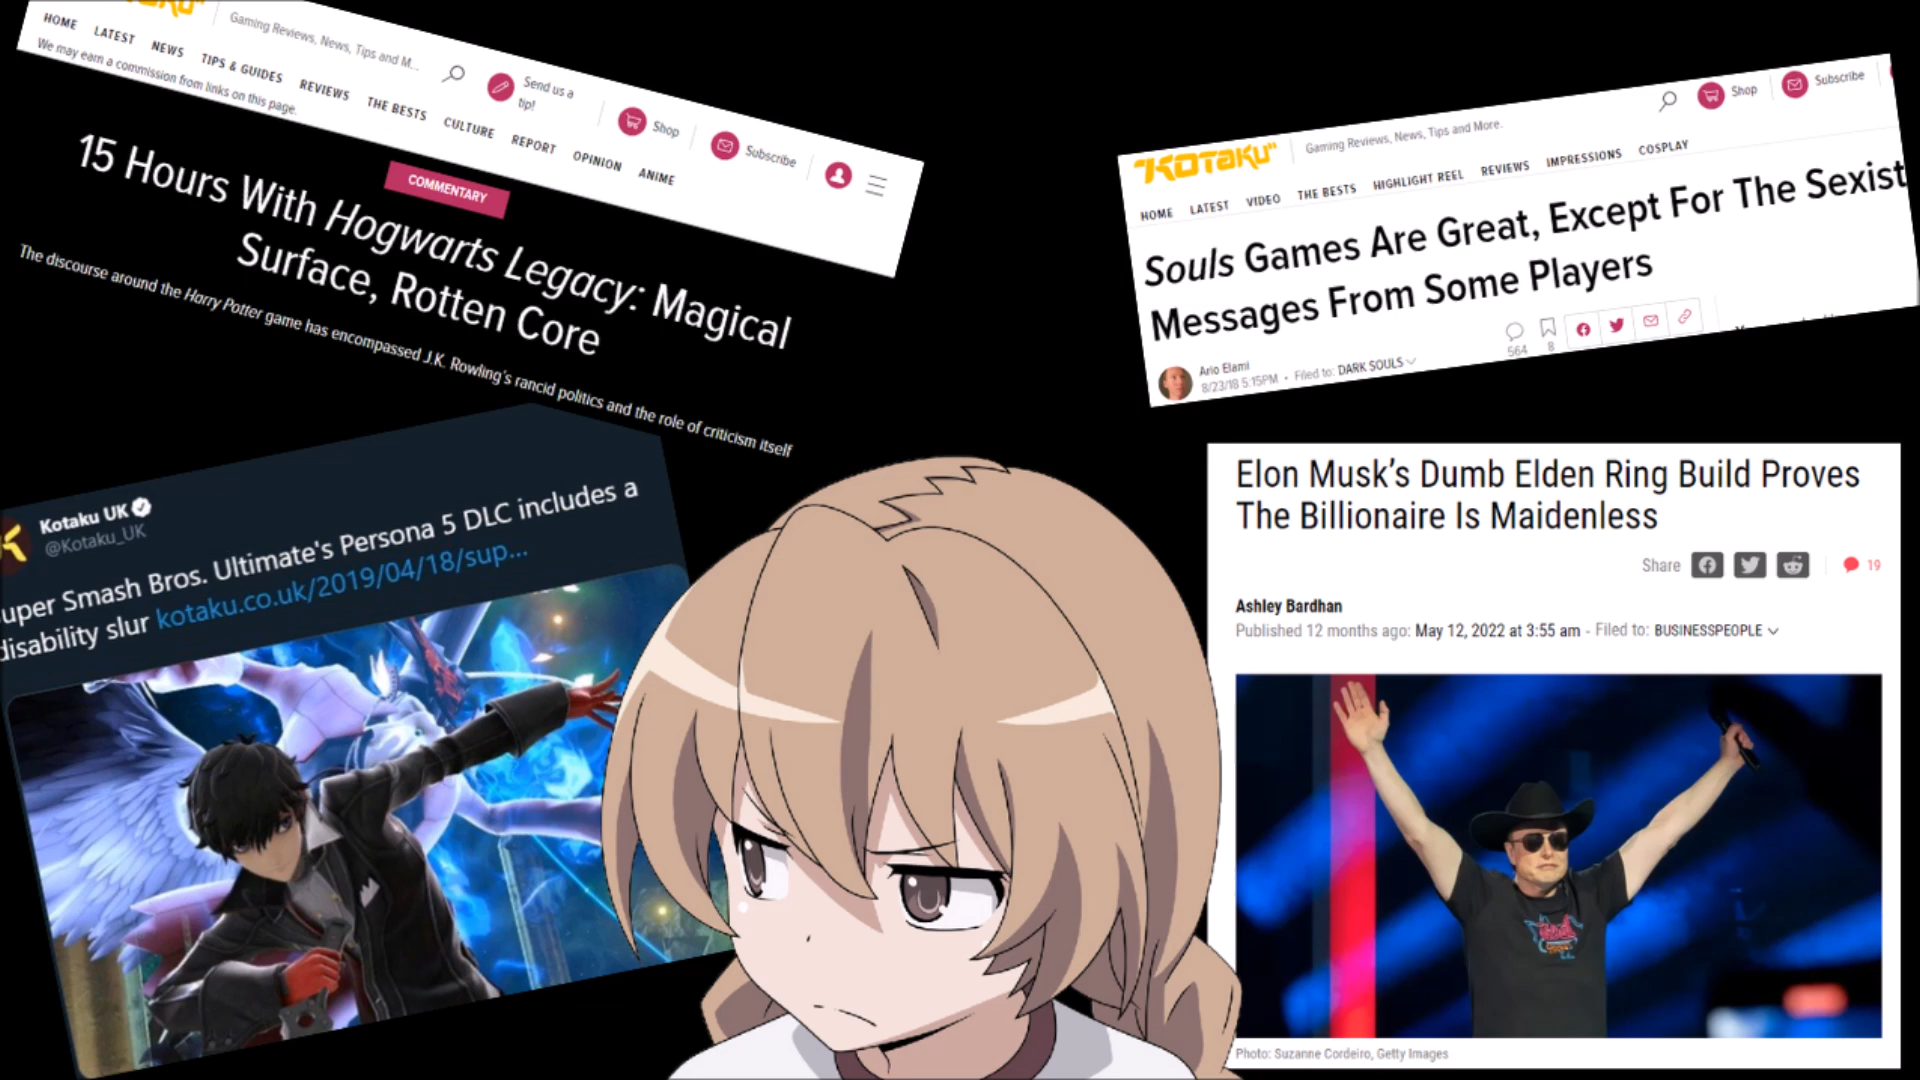 Gaming Reviews, News, Tips and M...
HOME LATEST NEWS TIPS & GUIDES REVIEWS THE BESTS CULTURE REPORT OPINION ANIME
Send us a
tip!
Shop
Subscribe
We may earn a commission from links on this page.
COMMENTARY
15 Hours With Hogwarts Legacy: Magical
Surface, Rotten Core
The discourse around the Harry Potter game has encompassed J.K. Rowling's rancid politics and the role of criticism itself
KOTAKU
Gaming Reviews, News, Tips and More.
Shop
Subscribe
HOME LATEST VIDEO THE BESTS HIGHLIGHT REEL REVIEWS IMPRESSIONS COSPLAY
Souls Games Are Great, Except For The Sexist
Messages From Some Players
564
8
Ario Elami
8/23/18 5:15PM • Filed to: DARK SOULS
Kotaku UK
@Kotaku_UK
uper Smash Bros. Ultimate's Persona 5 DLC includes a
disability slur kotaku.co.uk/2019/04/18/sup...
Elon Musk's Dumb Elden Ring Build Proves
The Billionaire Is Maidenless
Share
19
Ashley Bardhan
Published 12 months ago: May 12, 2022 at 3:55 am - Filed to: BUSINESSPEOPLE
Photo: Suzanne Cordeiro, Getty Images